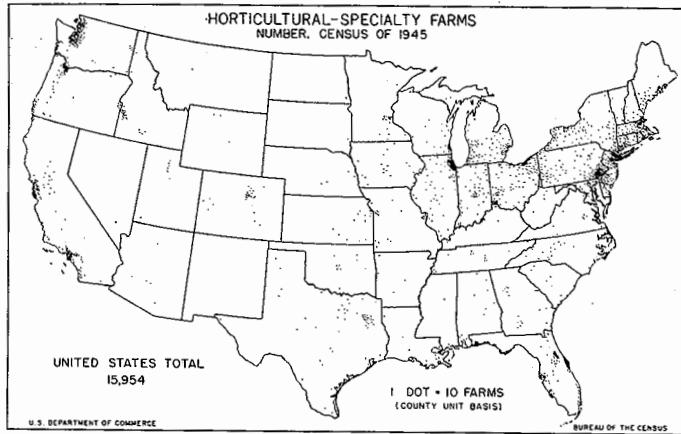 HORTICULTURAL-SPECIALTY FARMS
NUMBER, CENSUS OF 1945
UNITED STATES TOTAL
15,954
1 DOT = 10 FARMS
(COUNTY UNIT BASIS)
U.S. DEPARTMENT OF COMMERCE
BUREAU OF THE CENSUS